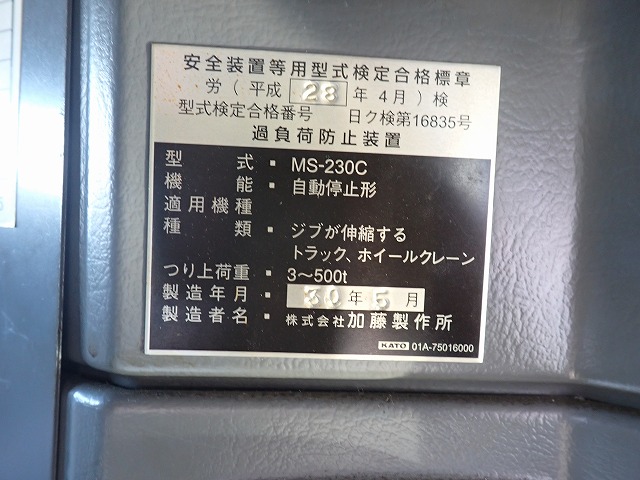 安全装置等用型式検定合格標章
労(平成 28 年4月)検
型式検定合格番号 日ク検第16835号
過負荷防止装置
型式・MS-230C
機能・自動停止形
適用機種
種類・ジブが伸縮する
トラック、ホイールクレーン
つり上荷重・3～500t
製造年月・30年5月
製造者名・株式会社加藤製作所
KATO 01A-75016000